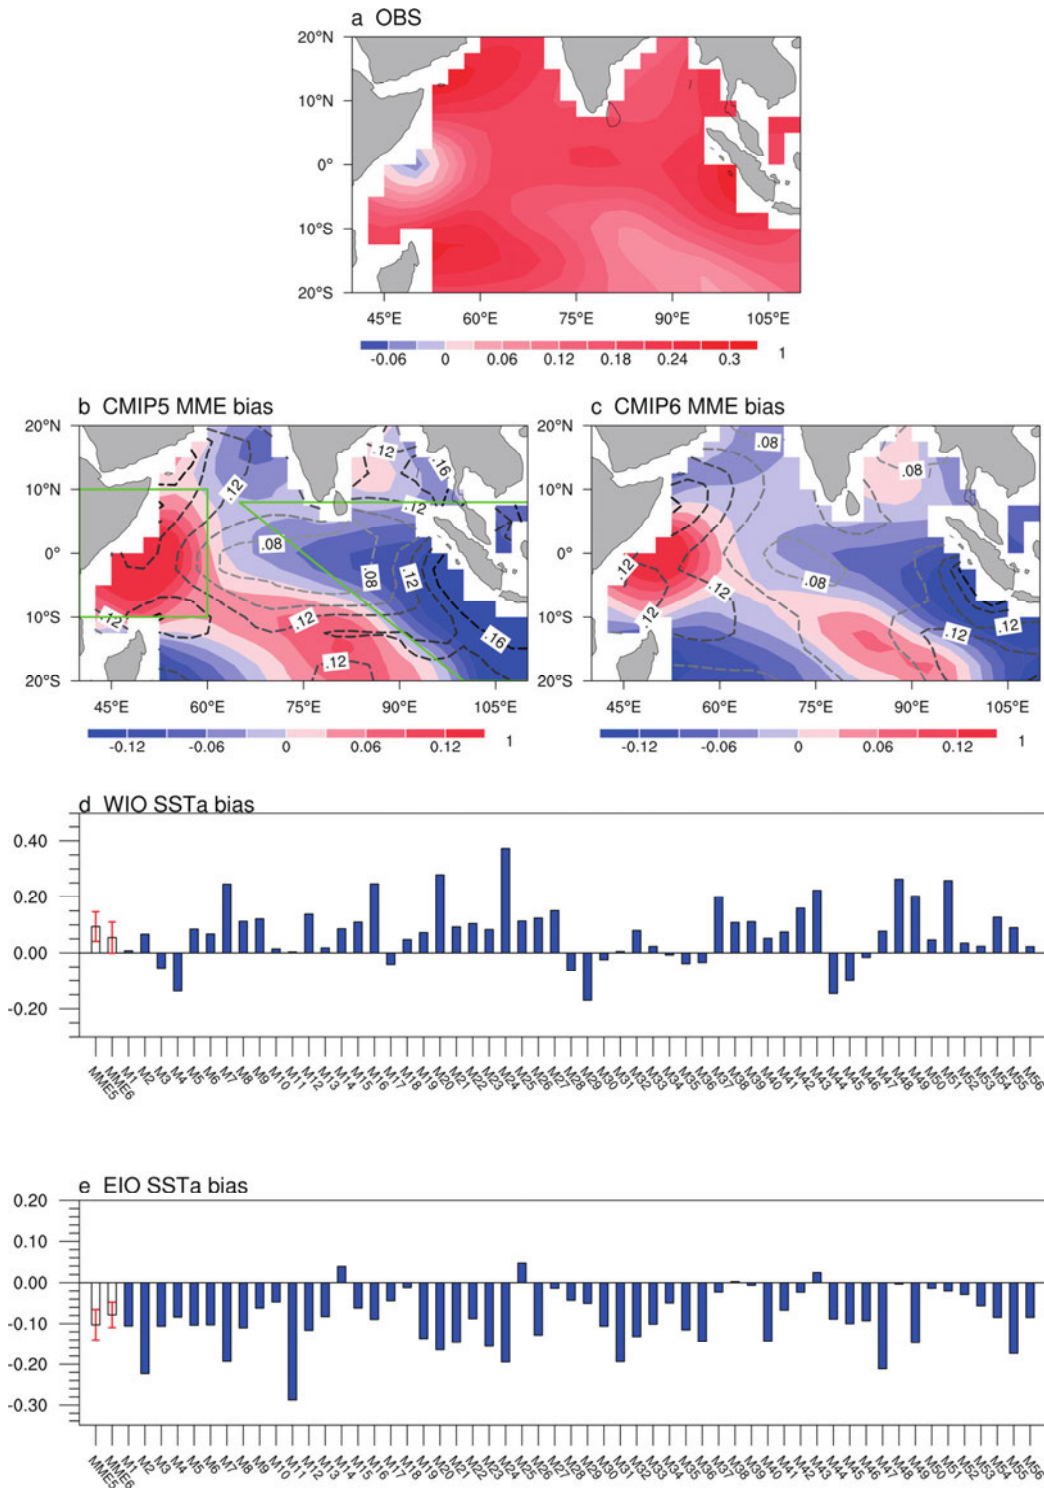 a OBS
20°N
10°N
0°
10°S
20°S
45°E 60°E 75°E 90°E 105°E
-0.06 0 0.06 0.12 0.18 0.24 0.3 1
b CMIP5 MME bias
20°N
10°N
0°
10°S
20°S
.12 .12 .16
.12
.08
.08 .12
.12 .12
.16
.12
45°E 60°E 75°E 90°E 105°E
-0.12 -0.06 0 0.06 0.12 1
c CMIP6 MME bias
20°N
10°N
0°
10°S
20°S
.08
.08
.12 .08
.12
.12 .12
45°E 60°E 75°E 90°E 105°E
-0.12 -0.06 0 0.06 0.12 1
d WIO SSTa bias
0.40
0.20
0.00
-0.20
MME5 MME6 M1 M2 M3 M4 M5 M6 M7 M8 M9 M10 M11 M12 M13 M14 M15 M16 M17 M18 M19 M20 M21 M22 M23 M24 M25 M26 M27 M28 M29 M30 M31 M32 M33 M34 M35 M36 M37 M38 M39 M40 M41 M42 M43 M44 M45 M46 M47 M48 M49 M50 M51 M52 M53 M54 M55 M56
e EIO SSTa bias
0.20
0.10
0.00
-0.10
-0.20
-0.30
MME5 MME6 M1 M2 M3 M4 M5 M6 M7 M8 M9 M10 M11 M12 M13 M14 M15 M16 M17 M18 M19 M20 M21 M22 M23 M24 M25 M26 M27 M28 M29 M30 M31 M32 M33 M34 M35 M36 M37 M38 M39 M40 M41 M42 M43 M44 M45 M46 M47 M48 M49 M50 M51 M52 M53 M54 M55 M56